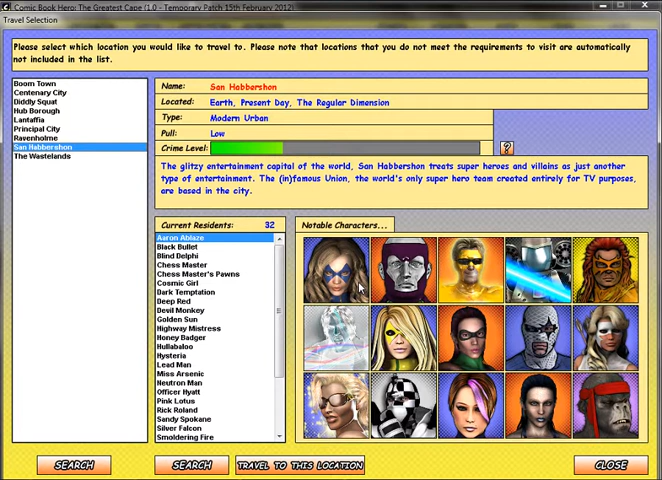 Comic Book Hero: The Greatest Cape (1.0 - Temporary Patch 15th February 2012)
Travel Selection
Please select which location you would like to travel to. Please note that locations that you do not meet the requirements to visit are automatically
not included in the list.
Boom Town
Centenary City
Diddly Squat
Hub Borough
Lantaffia
Principal City
Ravenholme
San Habbershon
The Wastelands
Name: San Habbershon
Located: Earth, Present Day, The Regular Dimension
Type: Modern Urban
Pull: Low
Crime Level: ?
The glitzy entertainment capital of the world, San Habbershon treats super heroes and villains as just another
type of entertainment. The (in)famous Union, the world's only super hero team created entirely for TV purposes,
are based in the city.
Current Residents: 32
Aaron Ablaze
Black Bullet
Blind Delphi
Chess Master
Chess Master's Pawns
Cosmic Girl
Dark Temptation
Deep Red
Devil Monkey
Golden Sun
Highway Mistress
Honey Badger
Hullabaloo
Hysteria
Lead Man
Miss Arsenic
Neutron Man
Officer Hyatt
Pink Lotus
Rick Roland
Sandy Spokane
Silver Falcon
Smoldering Fire
Notable Characters...
SEARCH
SEARCH
TRAVEL TO THIS LOCATION
CLOSE